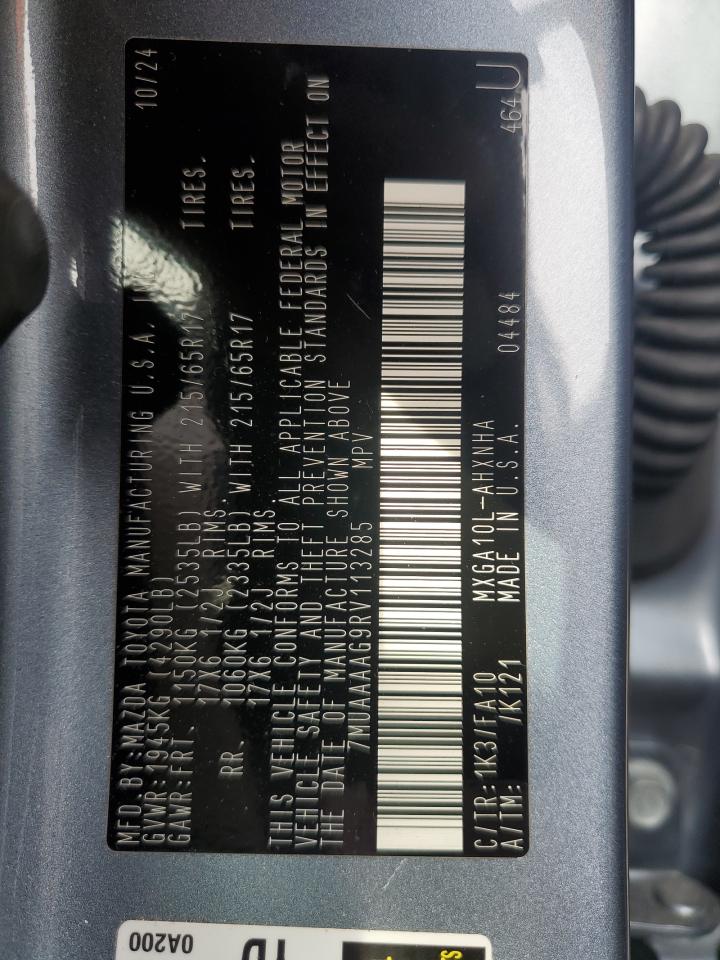 MFD. BY:MAZDA TOYOTA MANUFACTURING U.S.A. 10/24
GVWR:1945KG (4290LB)
GAWR:FRT. 1150KG (2535LB) WITH 215/65R17 TIRES.
17X6 1/2J RIMS.
RR. 1060KG (2335LB) WITH 215/65R17 TIRES.
17X6 1/2J RIMS.
THIS VEHICLE CONFORMS TO ALL APPLICABLE FEDERAL MOTOR
VEHICLE SAFETY AND THEFT PREVENTION STANDARDS IN EFFECT ON
THE DATE OF MANUFACTURE SHOWN ABOVE
7MUAAAAG9RV113285 MPV
C/TR:1K3/FA10 MXGA10L-AHXNHA 04484 464U
A/TM: /K121 MADE IN U.S.A.
0A200